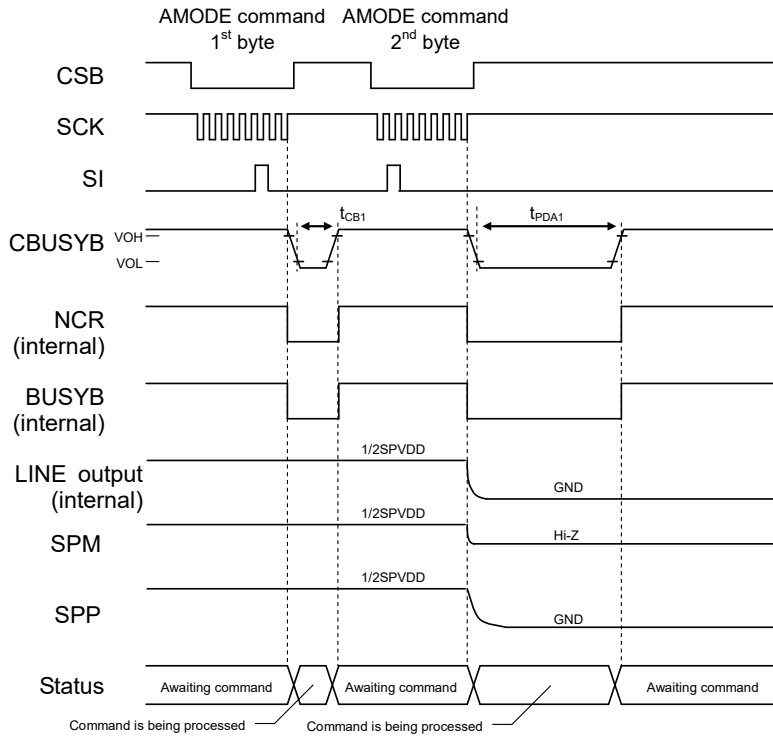 AMODE command
1st byte
AMODE command
2nd byte
CSB
SCK
SI
tCB1
tPDA1
CBUSYB
VOH
VOL
NCR
(internal)
BUSYB
(internal)
1/2SPVDD
LINE output
(internal)
GND
1/2SPVDD
SPM
Hi-Z
1/2SPVDD
SPP
GND
Status
Awaiting command
Awaiting command
Awaiting command
Command is being processed
Command is being processed